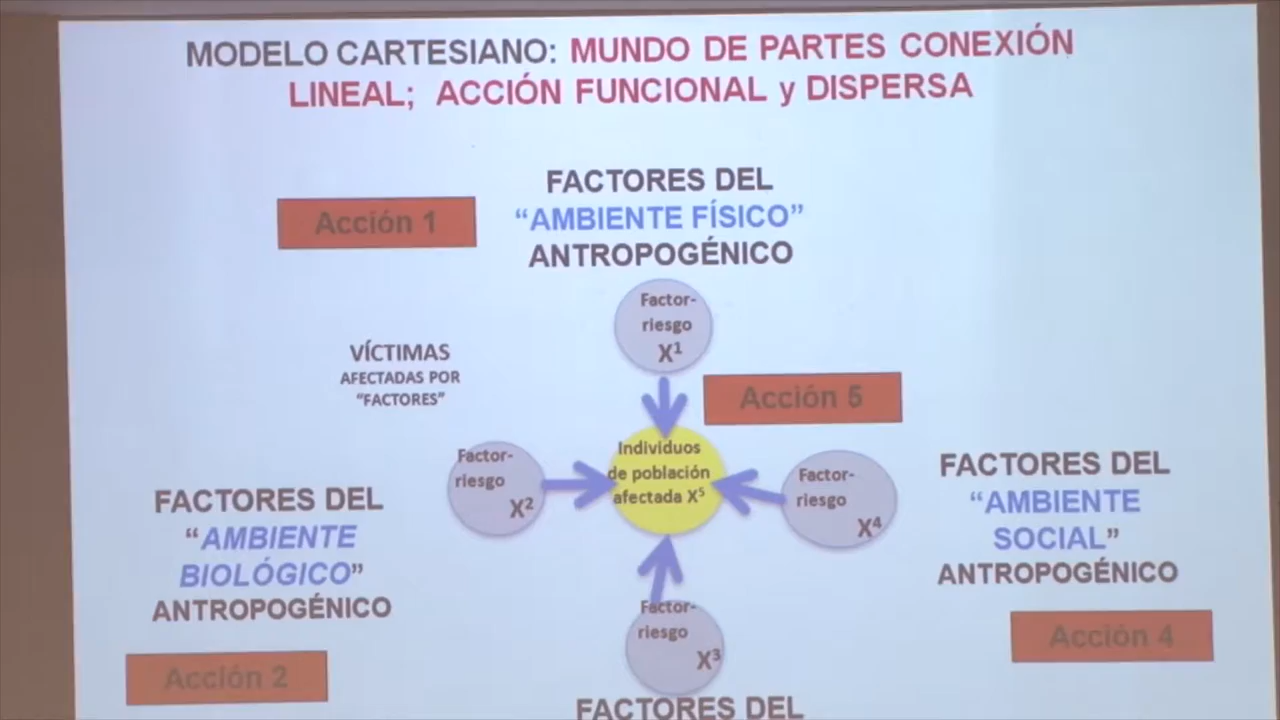 MODELO CARTESIANO: MUNDO DE PARTES CONEXIÓN
LINEAL; ACCIÓN FUNCIONAL y DISPERSA
FACTORES DEL
“AMBIENTE FÍSICO”
ANTROPOGÉNICO
Acción 1
Factor-
riesgo
X¹
VÍCTIMAS
AFECTADAS POR
“FACTORES”
Acción 5
Individuos
de población
afectada X⁵
Factor-
riesgo
X²
Factor-
riesgo
X⁴
FACTORES DEL
“AMBIENTE
SOCIAL”
ANTROPOGÉNICO
FACTORES DEL
“AMBIENTE
BIOLÓGICO”
ANTROPOGÉNICO
Factor-
riesgo
X³
Acción 4
Acción 2
FACTORES DEL